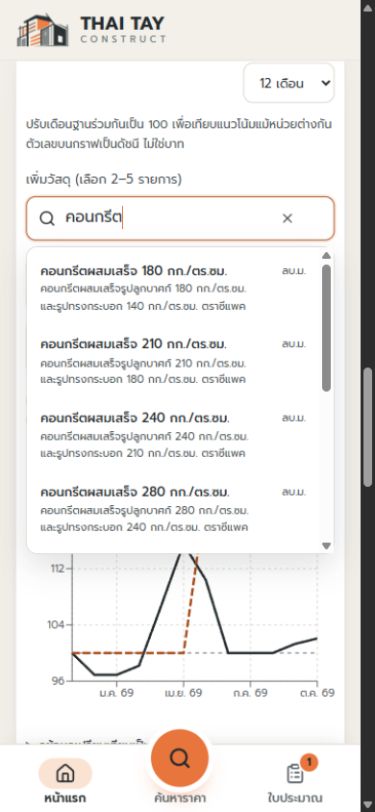 THAI TAY
CONSTRUCT
12 เดือน
ปรับเดือนฐานร่วมกันเป็น 100 เพื่อเทียบแนวโน้มแม้หน่วยต่างกัน
ตัวเลขบนกราฟเป็นดัชนี ไม่ใช่บาท
เพิ่มวัสดุ (เลือก 2–5 รายการ)
คอนกรีต
คอนกรีตผสมเสร็จ 180 กก./ตร.ซม. ลบ.ม.
คอนกรีตผสมเสร็จรูปลูกบาศก์ 180 กก./ตร.ซม.
และรูปทรงกระบอก 140 กก./ตร.ซม. ตราซีแพค
คอนกรีตผสมเสร็จ 210 กก./ตร.ซม. ลบ.ม.
คอนกรีตผสมเสร็จรูปลูกบาศก์ 210 กก./ตร.ซม.
และรูปทรงกระบอก 180 กก./ตร.ซม. ตราซีแพค
คอนกรีตผสมเสร็จ 240 กก./ตร.ซม. ลบ.ม.
คอนกรีตผสมเสร็จรูปลูกบาศก์ 240 กก./ตร.ซม.
และรูปทรงกระบอก 210 กก./ตร.ซม. ตราซีแพค
คอนกรีตผสมเสร็จ 280 กก./ตร.ซม. ลบ.ม.
คอนกรีตผสมเสร็จรูปลูกบาศก์ 280 กก./ตร.ซม.
และรูปทรงกระบอก 240 กก./ตร.ซม. ตราซีแพค
112
104
96
ม.ค. 69 เม.ย. 69 ก.ค. 69 ต.ค. 69
1
หน้าแรก ค้นหาราคา ใบประมาณ